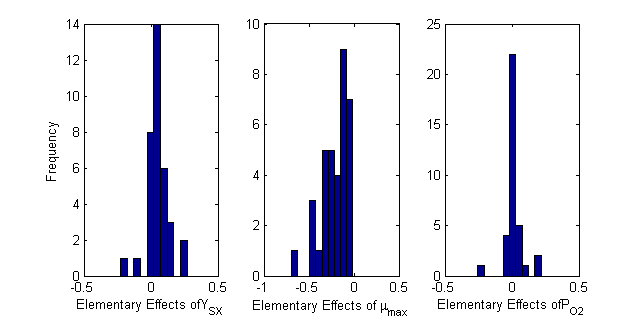 14
12
10
8
6
4
2
0
-0.5 0 0.5
Frequency
Elementary Effects ofY_SX
10
8
6
4
2
0
-1 -0.5 0 0.5
Elementary Effects of μ_max
25
20
15
10
5
0
-0.5 0 0.5
Elementary EffectsofP_O2